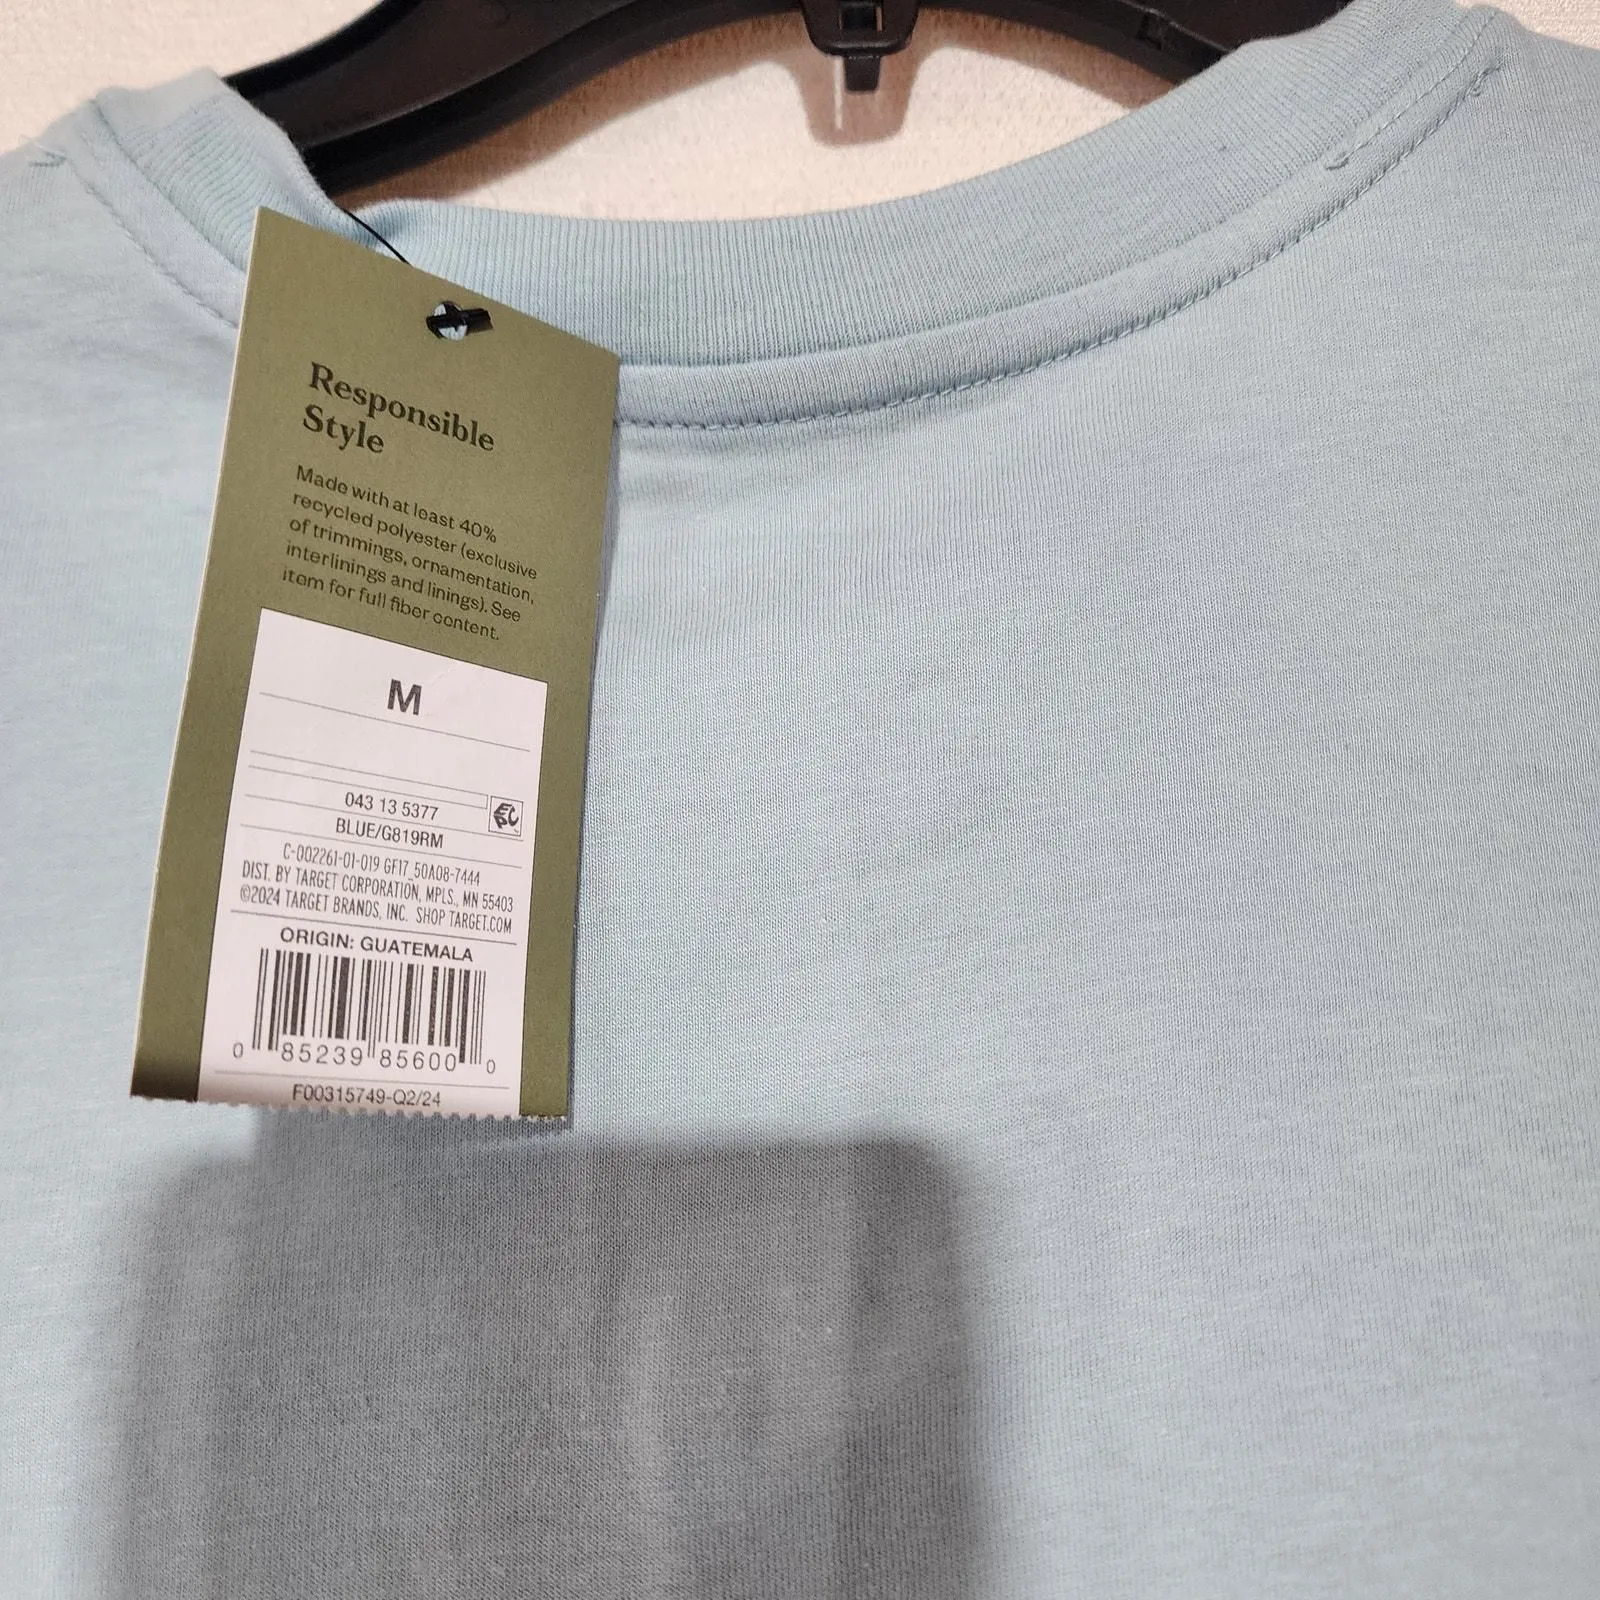 Responsible
Style
Made with at least 40%
recycled polyester (exclusive
of trimmings, ornamentation,
interlinings and linings). See
item for full fiber content.
M
043 13 5377
EPC
BLUE/G819RM
C-002261-01-019 GF17_50A08-7444
DIST. BY TARGET CORPORATION, MPLS., MN 55403
©2024 TARGET BRANDS, INC. SHOP TARGET.COM
ORIGIN: GUATEMALA
0 85239 85600 0
F00315749-Q2/24